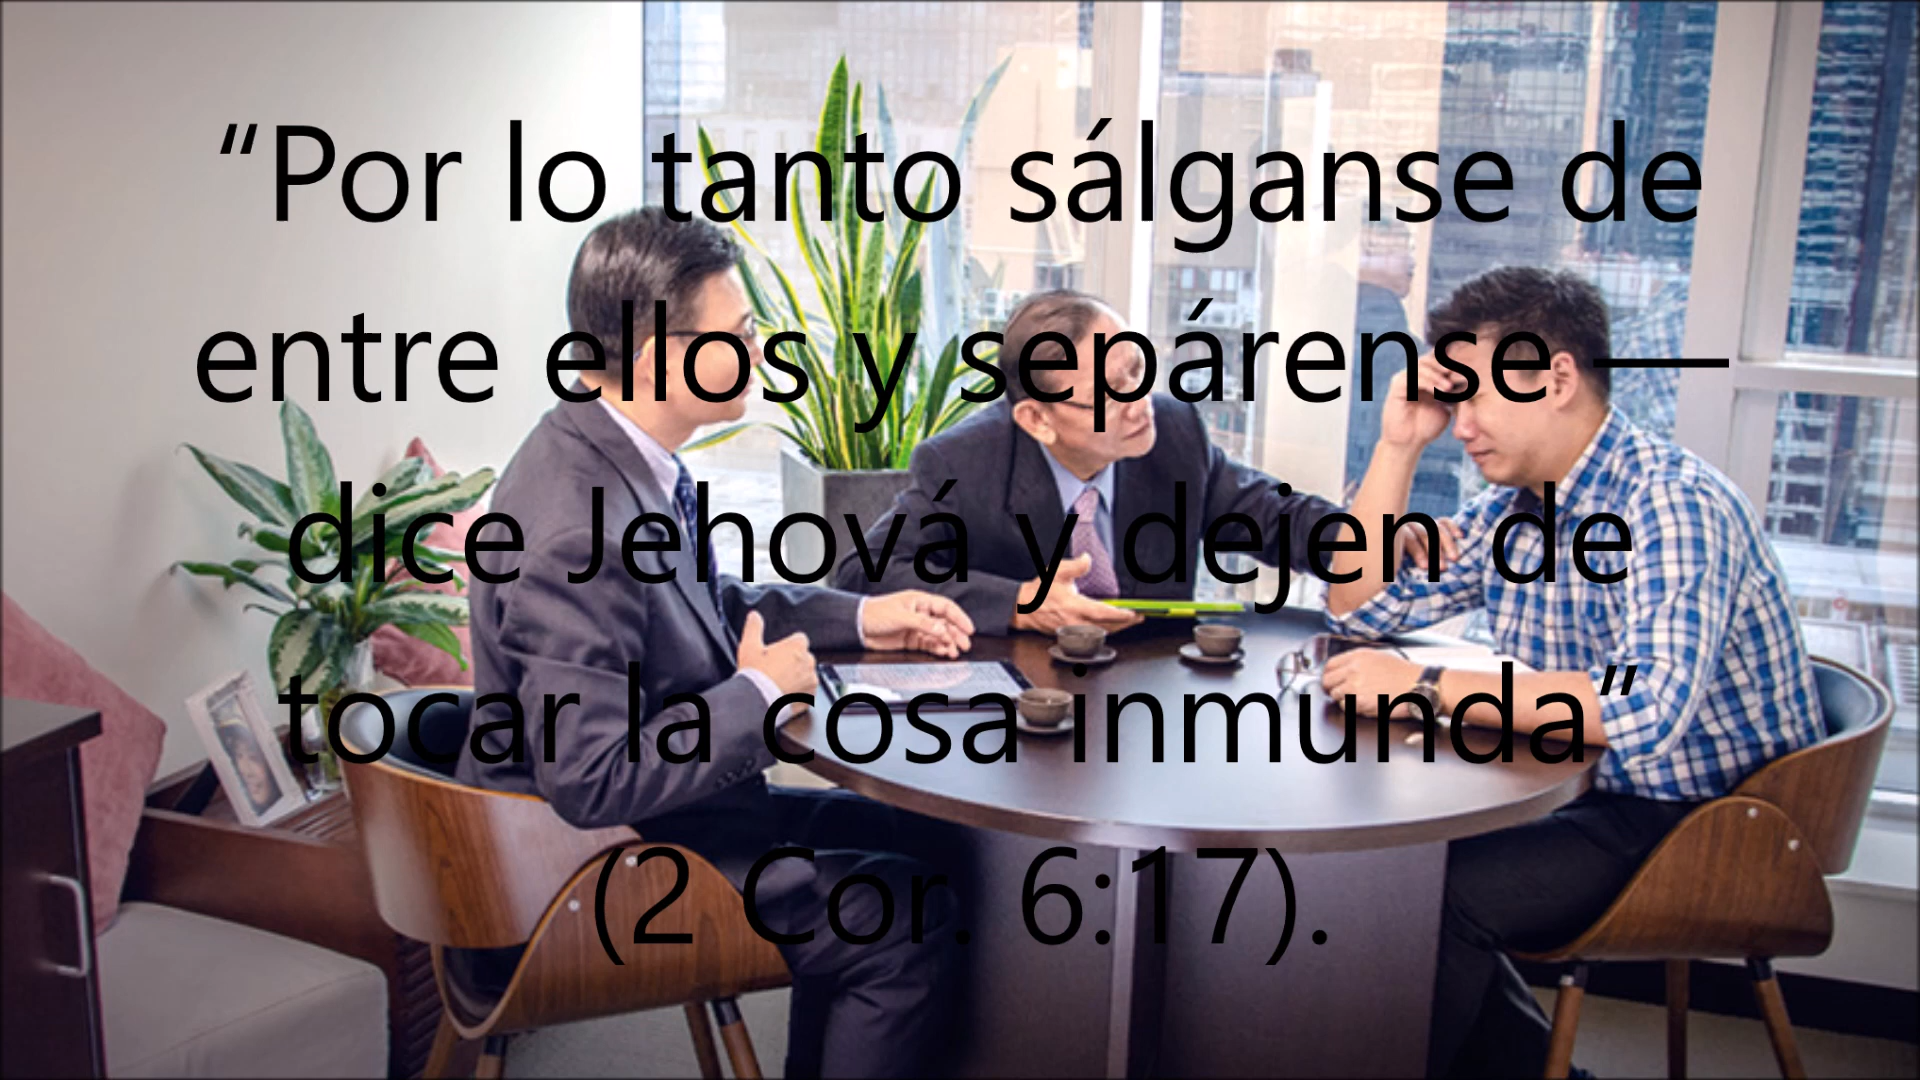 “Por lo tanto sálganse de
entre ellos y sepárense —
dice Jehová y dejen de
tocar la cosa inmunda”
(2 Cor. 6:17).